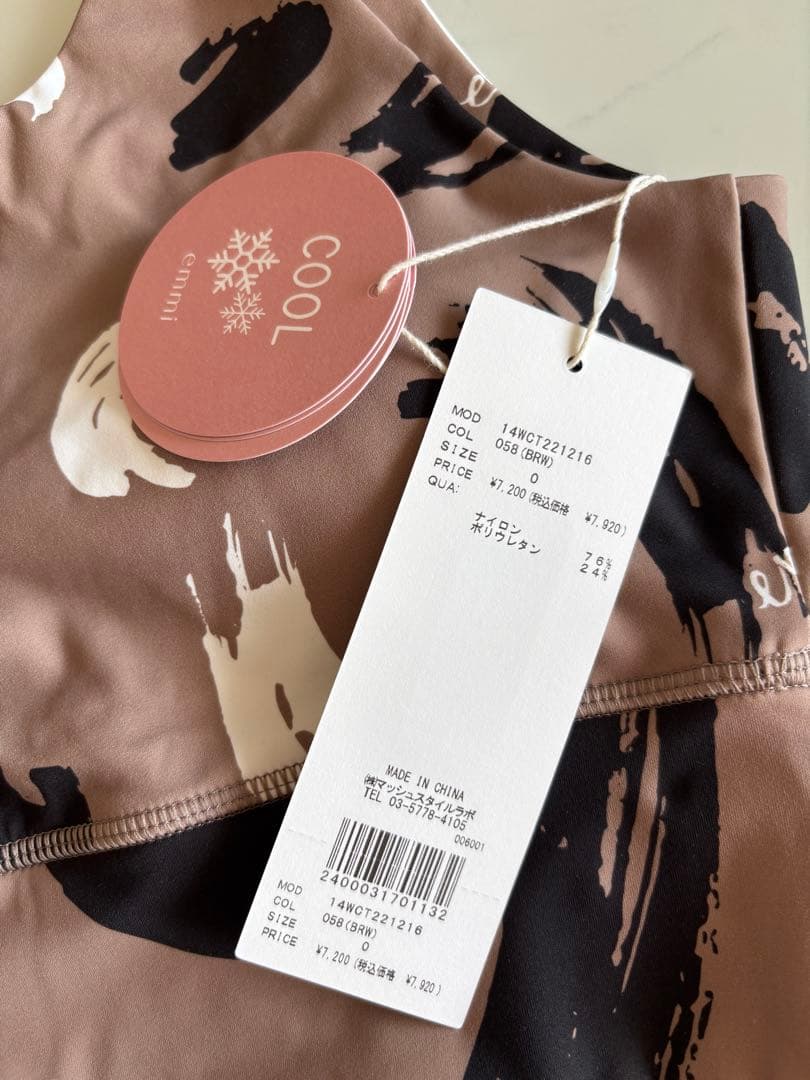 COOL
emmi
MOD 14WCT221216
COL 058(BRW)
SIZE 0
PRICE ¥7,200(税込価格 ¥7,920)
QUA:
ナイロン 76%
ポリウレタン 24%
MADE IN CHINA
㈱マッシュスタイルラボ
TEL 03-5778-4105
006001
2400031701132
MOD 14WCT221216
COL 058(BRW)
SIZE 0
PRICE ¥7,200(税込価格 ¥7,920)